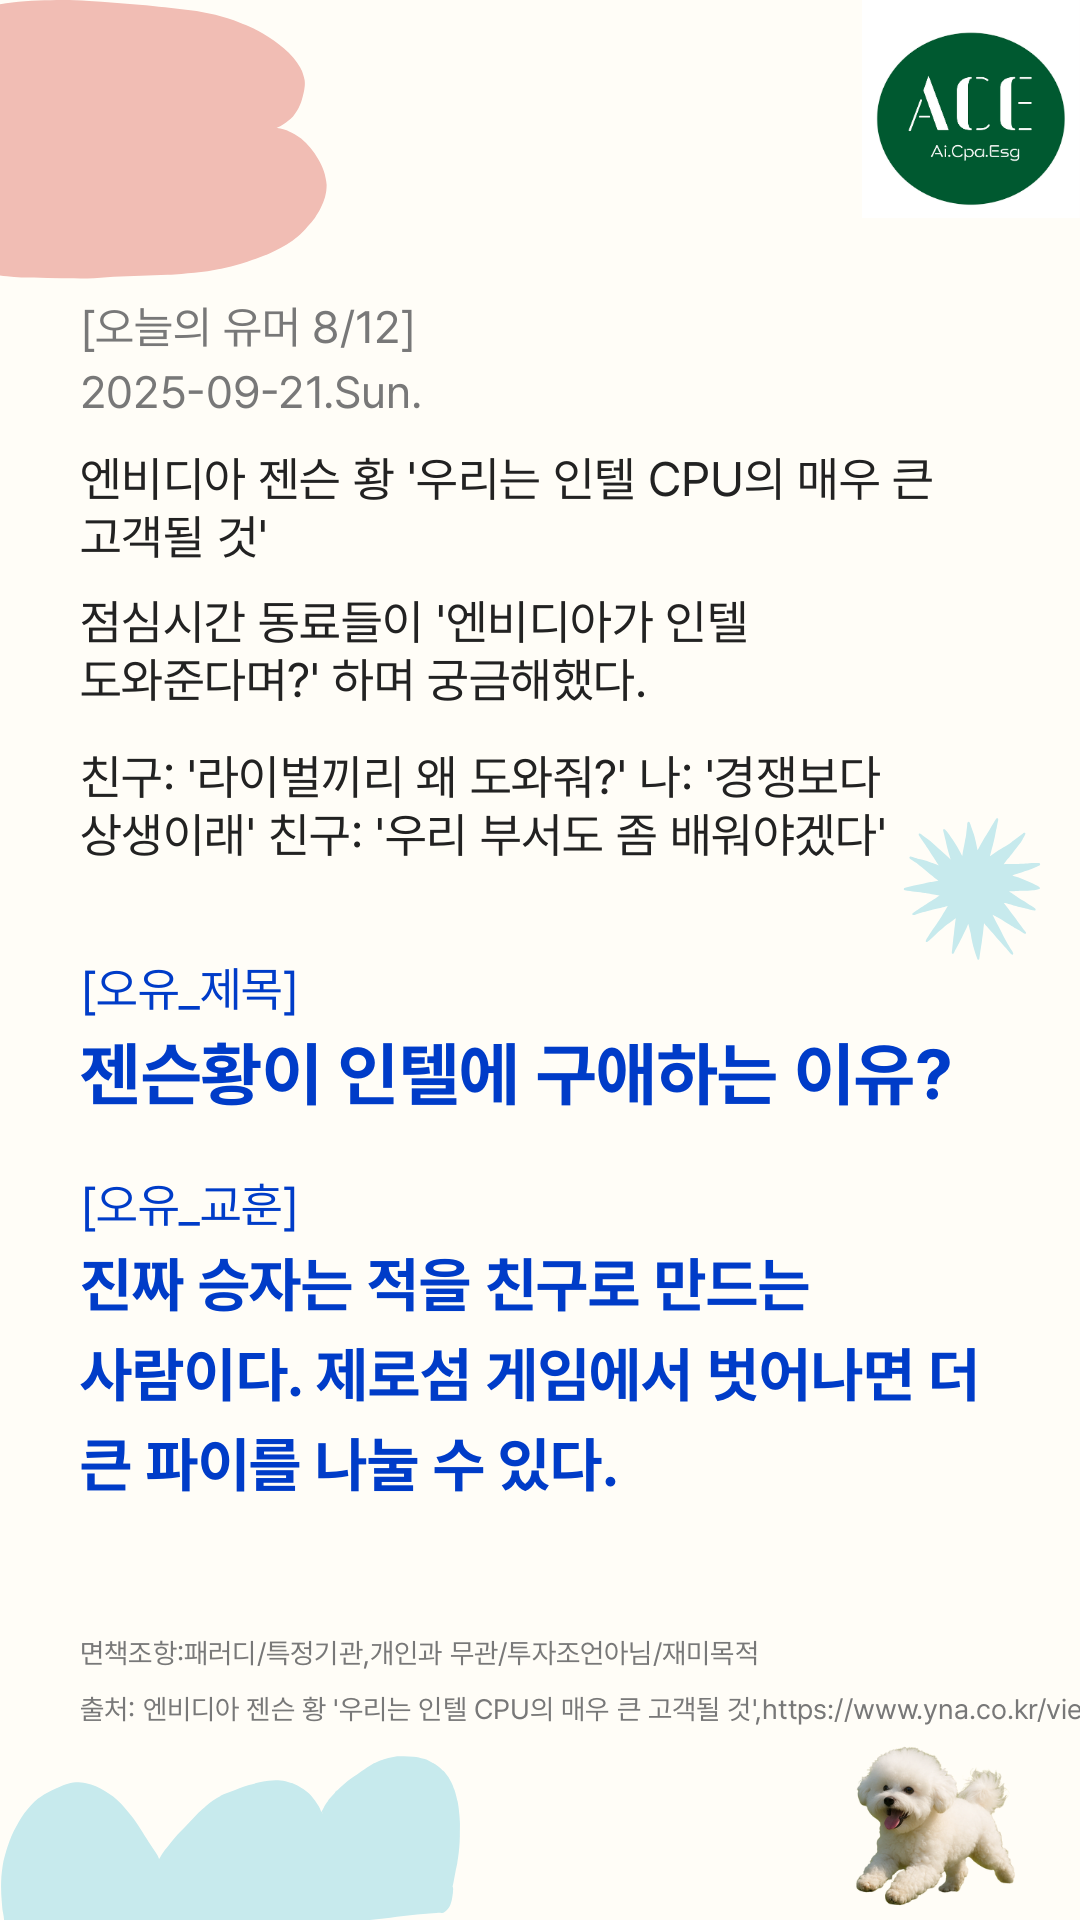 ACE
Ai.Cpa.Esg
[오늘의 유머 8/12]
2025-09-21.Sun.
엔비디아 젠슨 황 '우리는 인텔 CPU의 매우 큰
고객될 것'
점심시간 동료들이 '엔비디아가 인텔
도와준다며?' 하며 궁금해했다.
친구: '라이벌끼리 왜 도와줘?' 나: '경쟁보다
상생이래' 친구: '우리 부서도 좀 배워야겠다'
[오유_제목]
젠슨황이 인텔에 구애하는 이유?
[오유_교훈]
진짜 승자는 적을 친구로 만드는
사람이다. 제로섬 게임에서 벗어나면 더
큰 파이를 나눌 수 있다.
면책조항:패러디/특정기관,개인과 무관/투자조언아님/재미목적
출처: 엔비디아 젠슨 황 '우리는 인텔 CPU의 매우 큰 고객될 것',https://www.yna.co.kr/vie